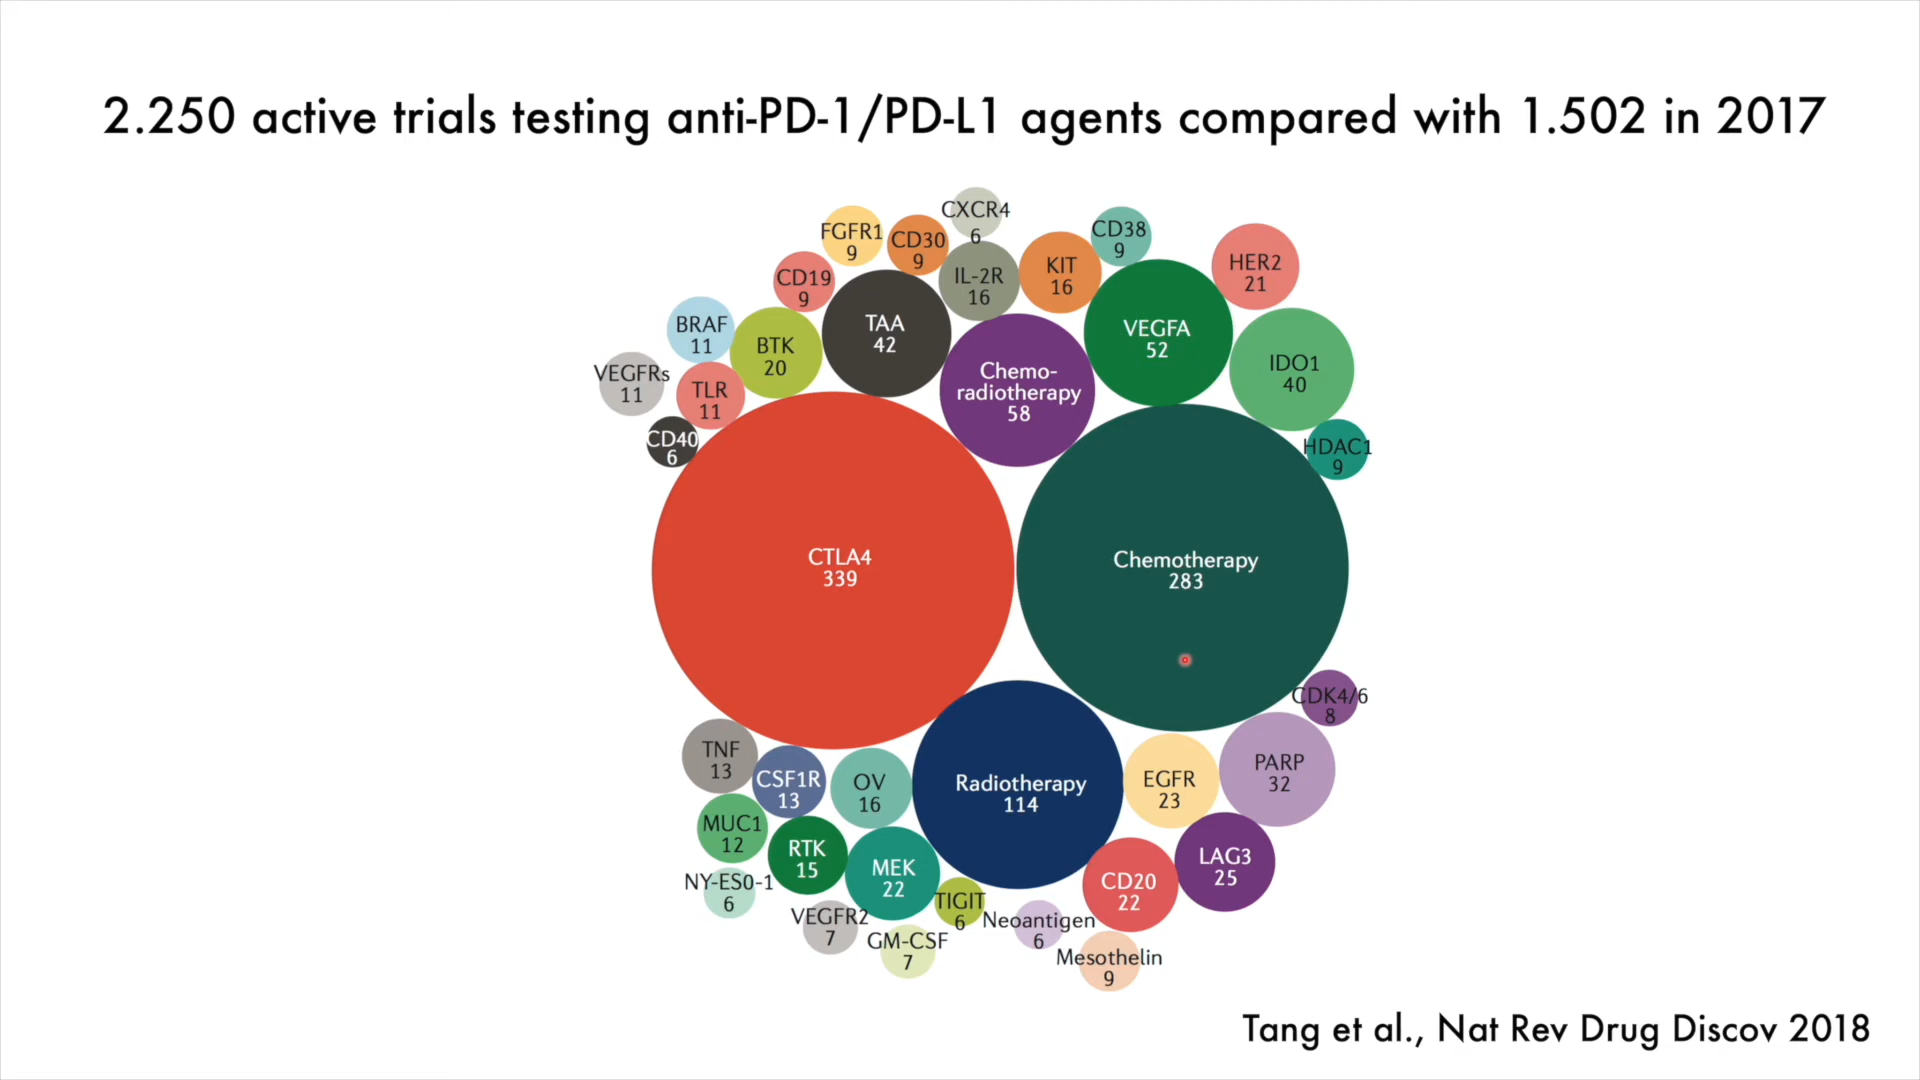 2.250 active trials testing anti-PD-1/PD-L1 agents compared with 1.502 in 2017
CXCR4
6
FGFR1
9
CD30
9
CD38
9
IL-2R
16
KIT
16
HER2
21
CD19
9
BRAF
11
BTK
20
TAA
42
VEGFA
52
IDO1
40
VEGFRs
11
TLR
11
Chemo-
radiotherapy
58
CD40
6
HDAC1
9
CTLA4
339
Chemotherapy
283
CDK4/6
8
TNF
13
CSF1R
13
OV
16
Radiotherapy
114
EGFR
23
PARP
32
MUC1
12
RTK
15
MEK
22
LAG3
25
CD20
22
NY-ES0-1
6
VEGFR2
7
TIGIT
6
Neoantigen
6
GM-CSF
7
Mesothelin
9
Tang et al., Nat Rev Drug Discov 2018